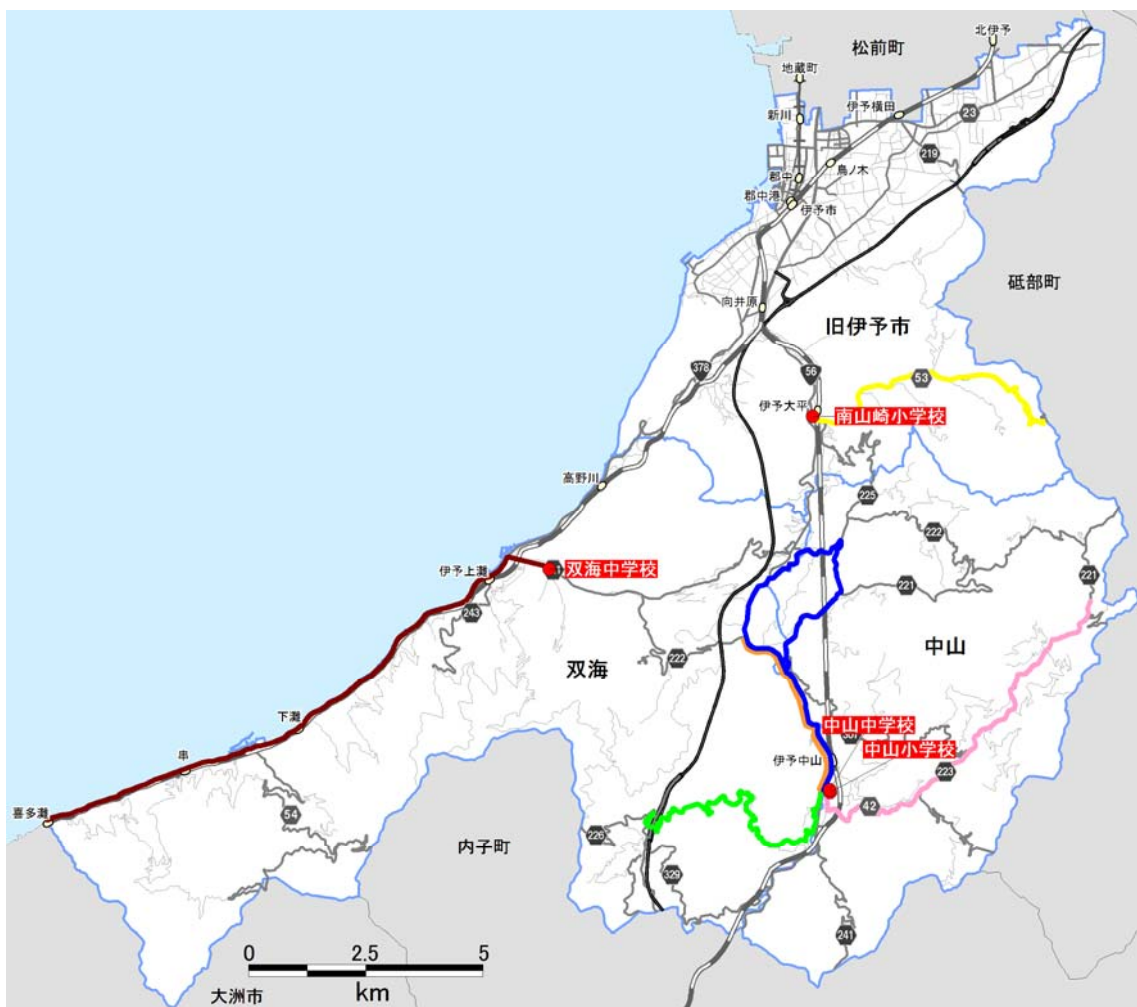 北伊予
松前町
地蔵町
伊予横田
新川
23
219
鳥ノ木
郡中
郡中港
伊予市
砥部町
向井原
旧伊予市
378
56
53
伊予大平
南山崎小学校
高野川
225
222
伊予上灘
双海中学校
221
221
243
中山
222
双海
下灘
中山中学校
中山小学校
串
伊予中山
223
喜多灘
54
42
226
内子町
329
241
0 2.5 5
km
大洲市